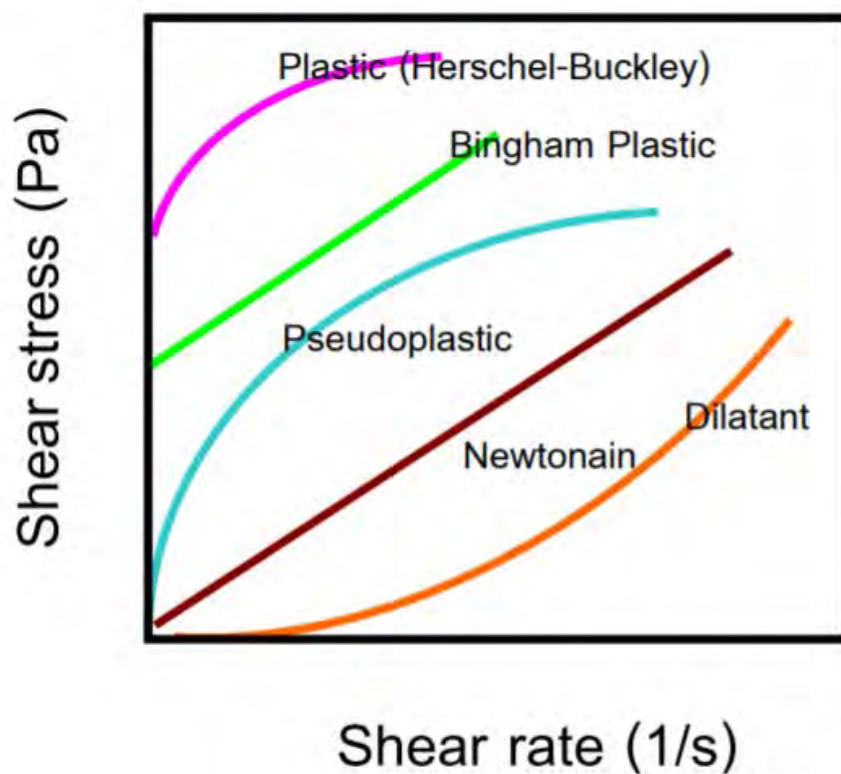 Plastic (Herschel-Buckley)
Bingham Plastic
Pseudoplastic
Dilatant
Newtonain
Shear stress (Pa)
Shear rate (1/s)